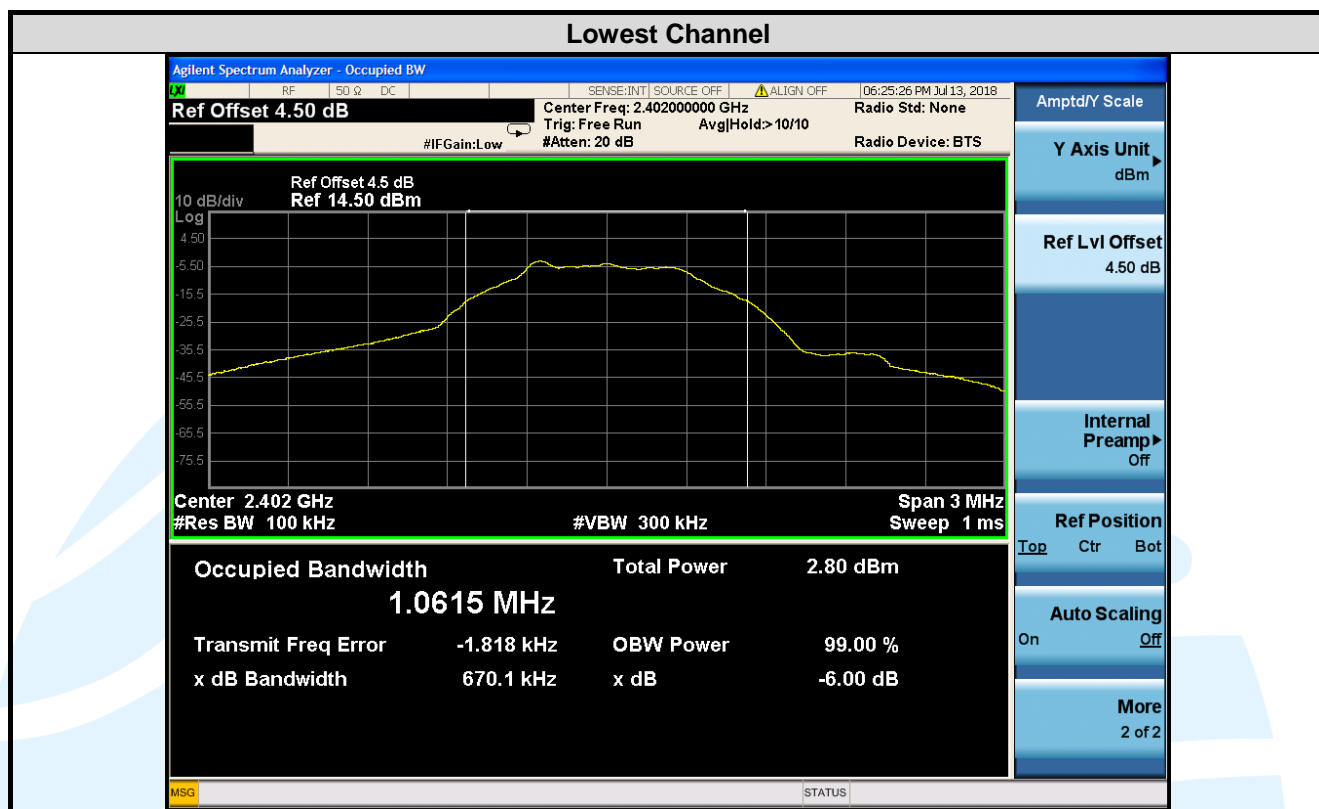 Lowest Channel
Agilent Spectrum Analyzer - Occupied BW
LXI RF 50 Ω DC SENSE:INT SOURCE OFF ALIGN OFF 06:25:26 PM Jul 13, 2018
Ref Offset 4.50 dB
Center Freq: 2.402000000 GHz Radio Std: None
Trig: Free Run Avg|Hold:>10/10
#IFGain:Low #Atten: 20 dB Radio Device: BTS
Ref Offset 4.5 dB
10 dB/div Ref 14.50 dBm
Log
4.50
-5.50
-15.5
-25.5
-35.5
-45.5
-55.5
-65.5
-75.5
Center 2.402 GHz Span 3 MHz
#Res BW 100 kHz #VBW 300 kHz Sweep 1 ms
Occupied Bandwidth Total Power 2.80 dBm
1.0615 MHz
Transmit Freq Error -1.818 kHz OBW Power 99.00 %
x dB Bandwidth 670.1 kHz x dB -6.00 dB
MSG STATUS
Amptd/Y Scale
Y Axis Unit
dBm
Ref Lvl Offset
4.50 dB
Internal
Preamp
Off
Ref Position
Top Ctr Bot
Auto Scaling
On Off
More
2 of 2